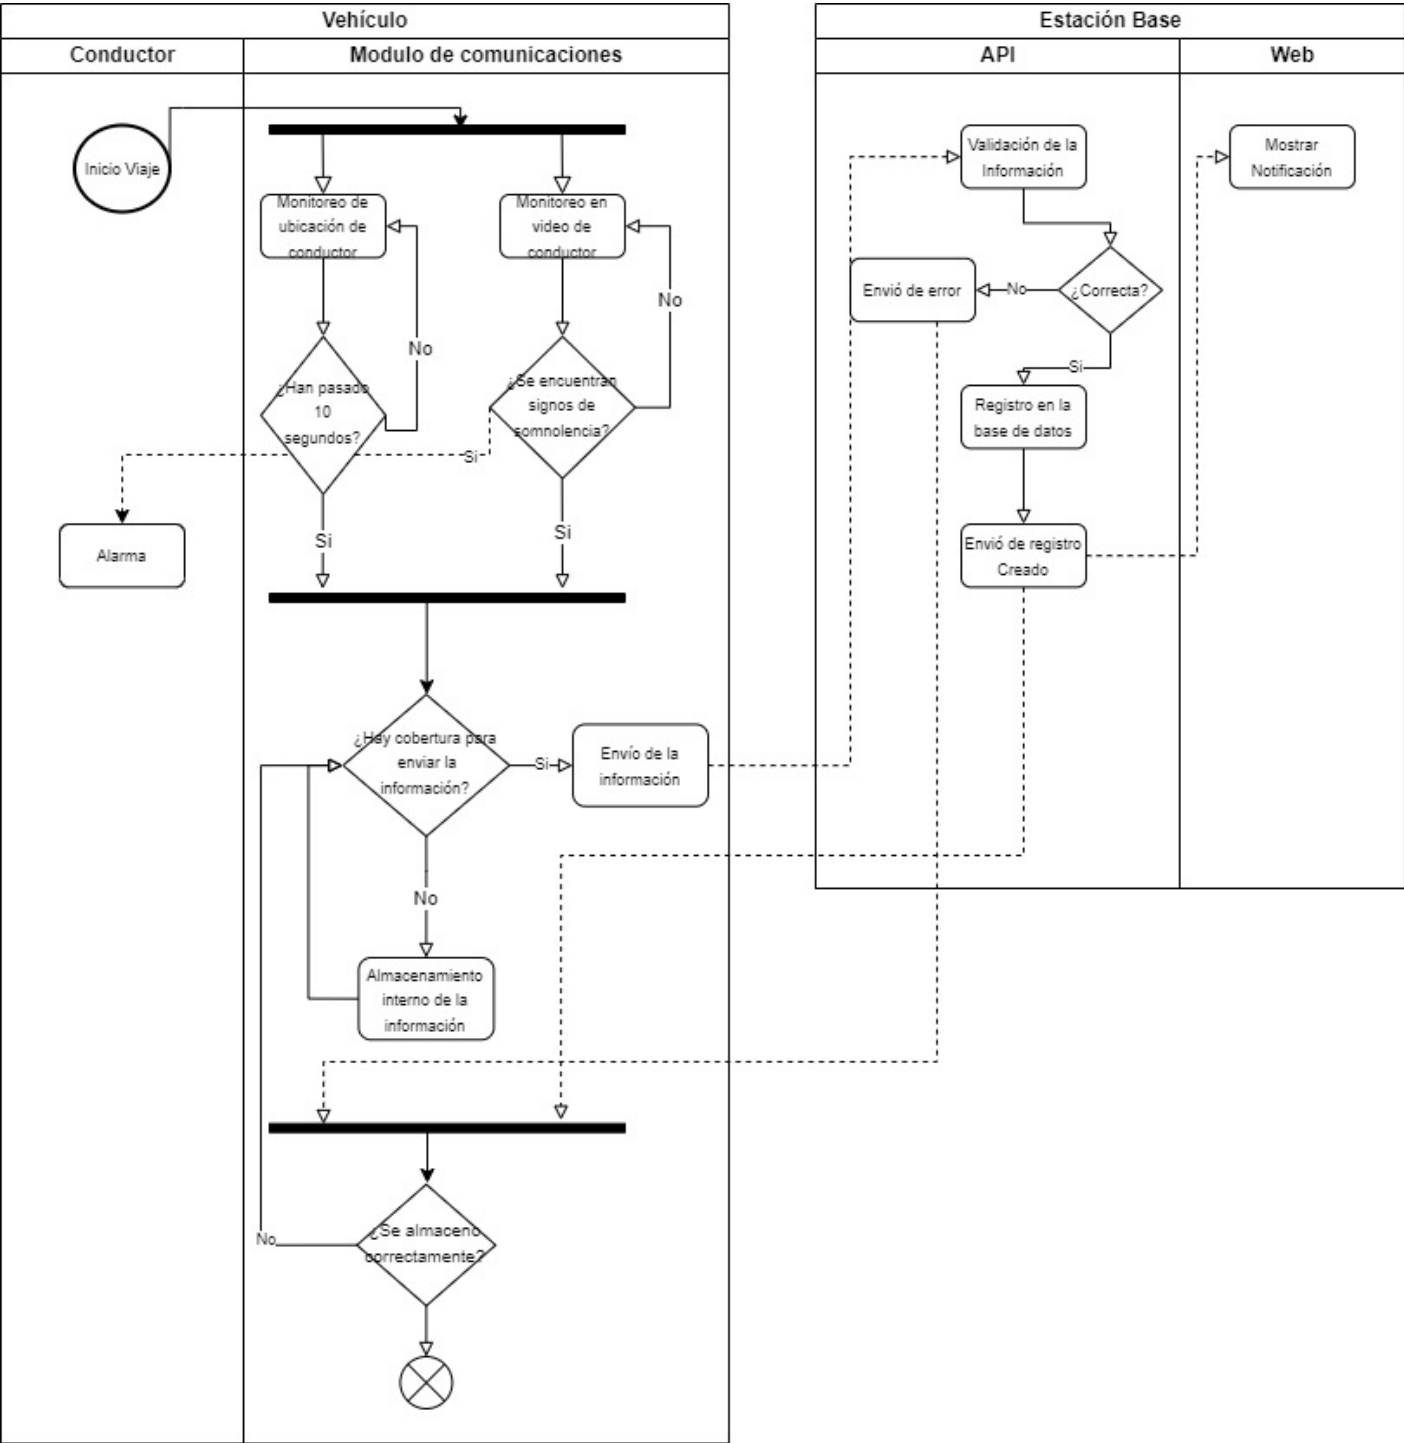 Vehículo
Estación Base
Conductor
Modulo de comunicaciones
API
Web
Inicio Viaje
Monitoreo de
ubicación de
conductor
Monitoreo en
video de
conductor
Validación de la
Información
Mostrar
Notificación
No
No
Envió de error
No
¿Correcta?
¿Han pasado
10
segundos?
¿Se encuentran
signos de
somnolencia?
Si
Si
Registro en la
base de datos
Alarma
Si
Si
Envió de registro
Creado
¿Hay cobertura para
enviar la
información?
Si
Envío de la
información
No
Almacenamiento
interno de la
información
¿Se almaceno
correctamente?
No